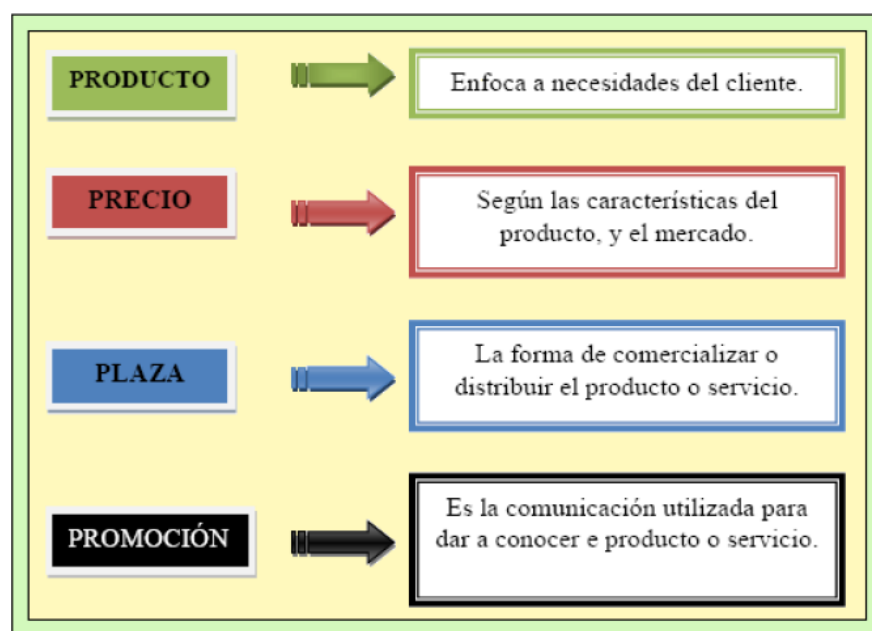 PRODUCTO
Enfoca a necesidades del cliente.
PRECIO
Según las características del
producto, y el mercado.
PLAZA
La forma de comercializar o
distribuir el producto o servicio.
PROMOCIÓN
Es la comunicación utilizada para
dar a conocer e producto o servicio.